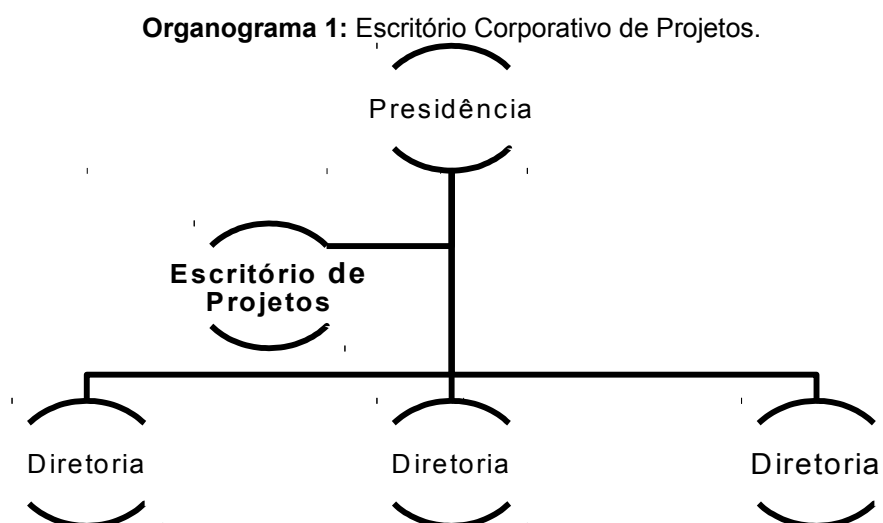 Organograma 1: Escritório Corporativo de Projetos.
Presidência
Escritório de
Projetos
Diretoria
Diretoria
Diretoria